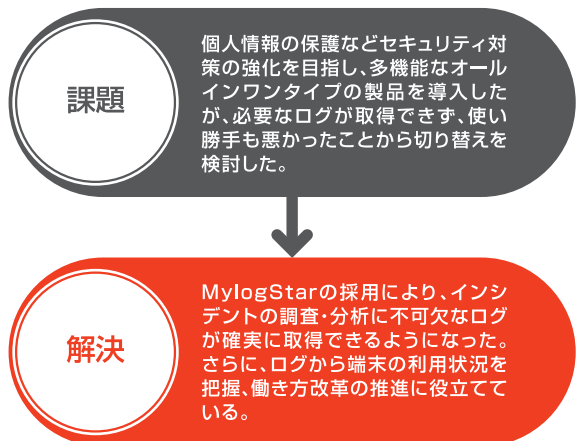 課題
個人情報の保護などセキュリティ対
策の強化を目指し、多機能なオール
インワンタイプの製品を導入した
が、必要なログが取得できず、使い
勝手も悪かったことから切り替えを
検討した。
解決
MylogStarの採用により、インシ
デントの調査・分析に不可欠なログ
が確実に取得できるようになった。
さらに、ログから端末の利用状況を
把握、働き方改革の推進に役立てて
いる。